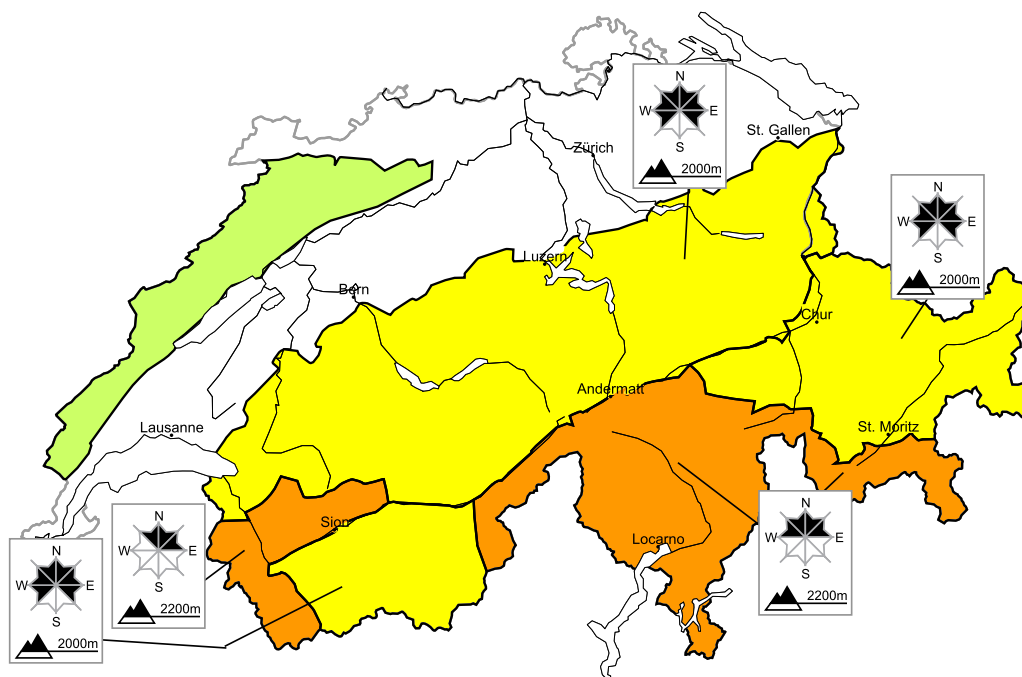 N
W E
S
2000m
St. Gallen
Zürich
N
W E
S
2000m
Luzern
Bern
Chur
Andermatt
Lausanne
St. Moritz
N
W E
S
2200m
Sion
N
W E
S
2200m
Locarno
N
W E
S
2000m